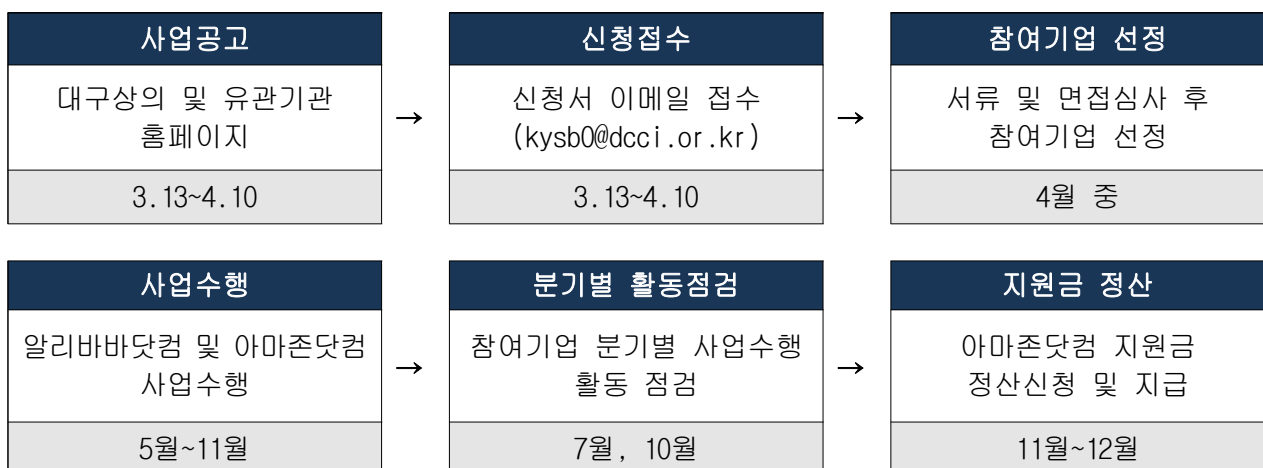 사업공고
대구상의 및 유관기관
홈페이지
3.13~4.10
→
신청접수
신청서 이메일 접수
(kysb0@dcci.or.kr)
3.13~4.10
→
참여기업 선정
서류 및 면접심사 후
참여기업 선정
4월 중
사업수행
알리바바닷컴 및 아마존닷컴
사업수행
5월~11월
→
분기별 활동점검
참여기업 분기별 사업수행
활동 점검
7월, 10월
→
지원금 정산
아마존닷컴 지원금
정산신청 및 지급
11월~12월